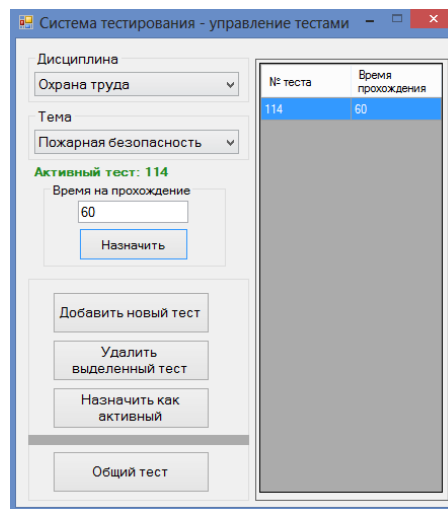 Система тестирования - управление тестами
Дисциплина
Охрана труда
Тема
Пожарная безопасность
Активный тест: 114
Время на прохождение
60
Назначить
Добавить новый тест
Удалить
выделенный тест
Назначить как
активный
Общий тест
№ теста
Время
прохождения
114
60